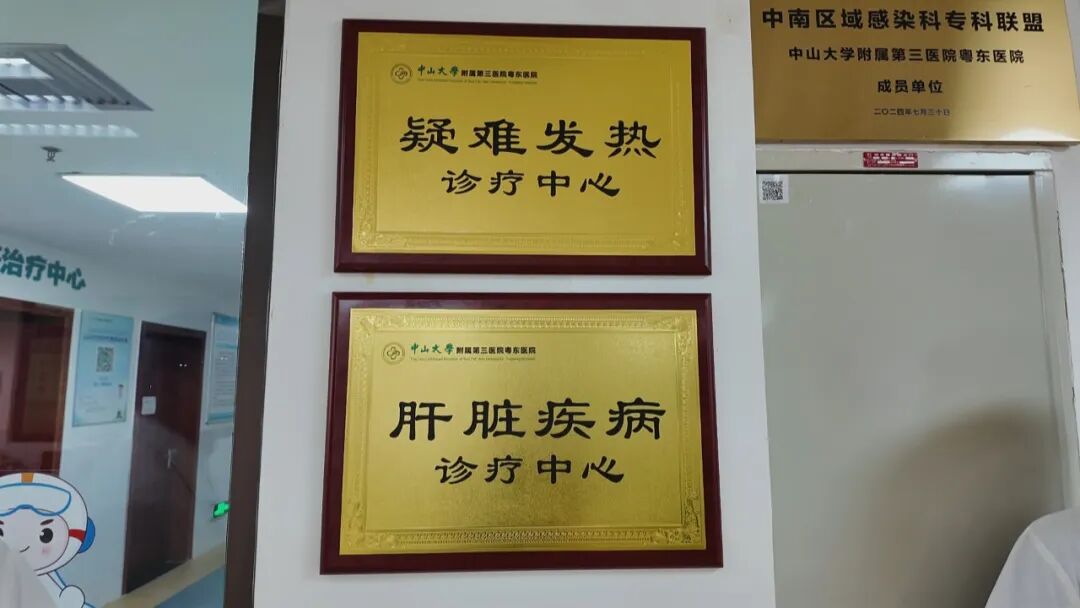 中山大學附属第三医院粤东医院
疑难发热
诊疗中心
中山大學附属第三医院粤东医院
肝脏疾病
诊疗中心
中南区域感染科专科联盟
中山大学附属第三医院粤东医院
成员单位
二〇二四年七月三十日
治疗中心